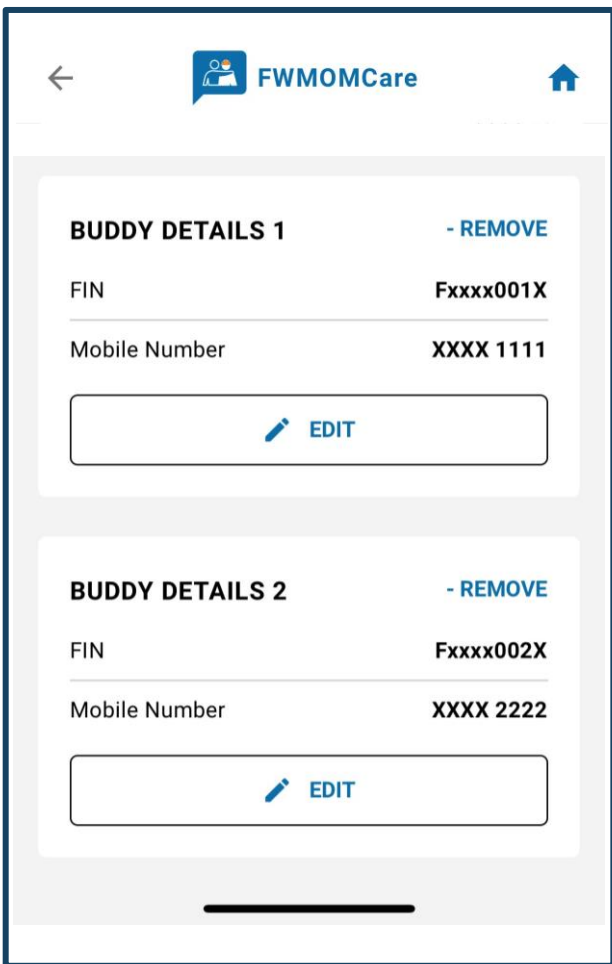 FWMOMCare
BUDDY DETAILS 1 - REMOVE
FIN Fxxxx001X
Mobile Number XXXX 1111
EDIT
BUDDY DETAILS 2 - REMOVE
FIN Fxxxx002X
Mobile Number XXXX 2222
EDIT